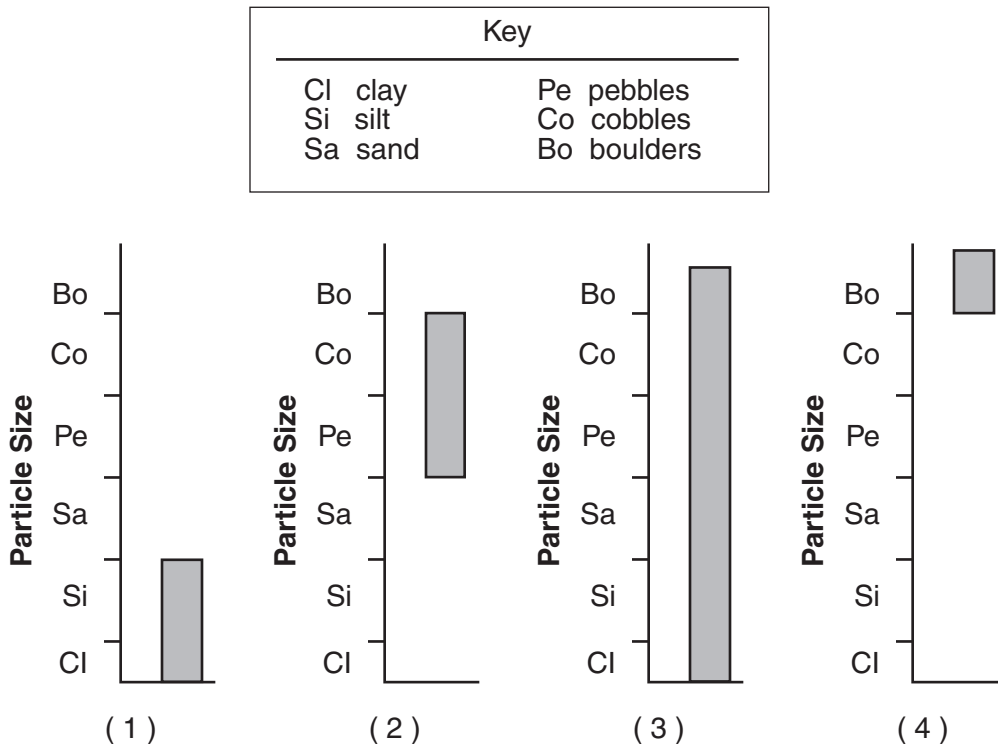 Key
Cl clay Pe pebbles
Si silt Co cobbles
Sa sand Bo boulders
Particle Size
Bo
Co
Pe
Sa
Si
Cl
( 1 )
Particle Size
Bo
Co
Pe
Sa
Si
Cl
( 2 )
Particle Size
Bo
Co
Pe
Sa
Si
Cl
( 3 )
Particle Size
Bo
Co
Pe
Sa
Si
Cl
( 4 )